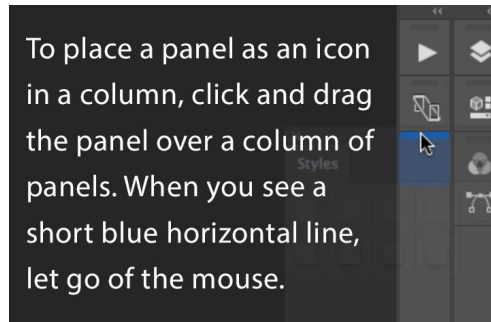 To place a panel as an icon
in a column, click and drag
the panel over a column of
panels. When you see a
short blue horizontal line,
let go of the mouse.
Styles